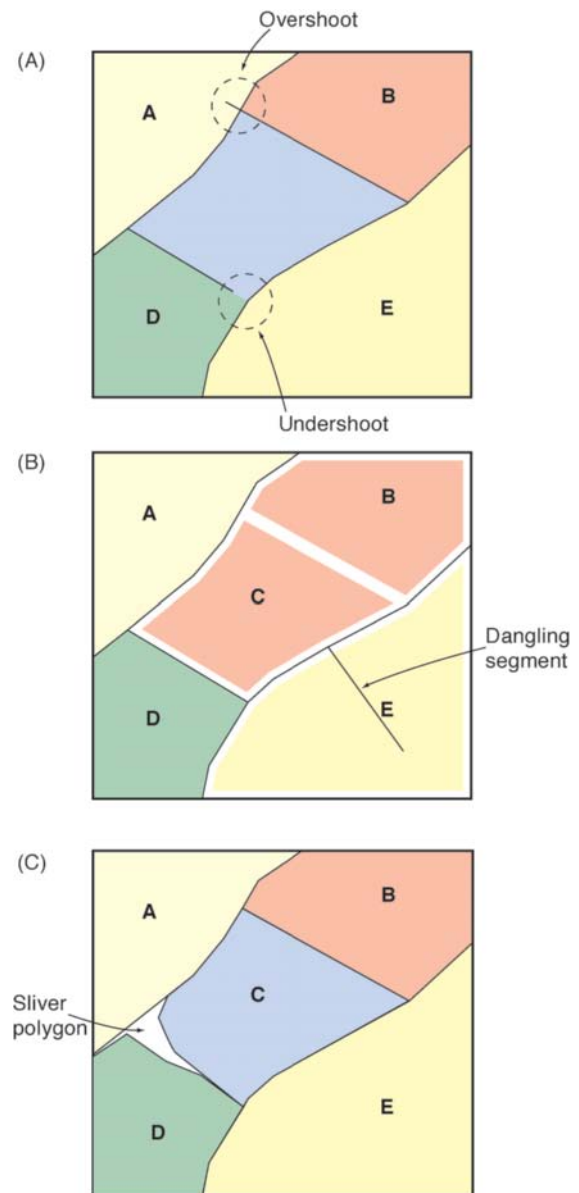 Overshoot
(A)
A
B
D
E
Undershoot
(B)
A
B
C
Dangling
segment
E
D
(C)
A
B
C
Sliver
polygon
D
E